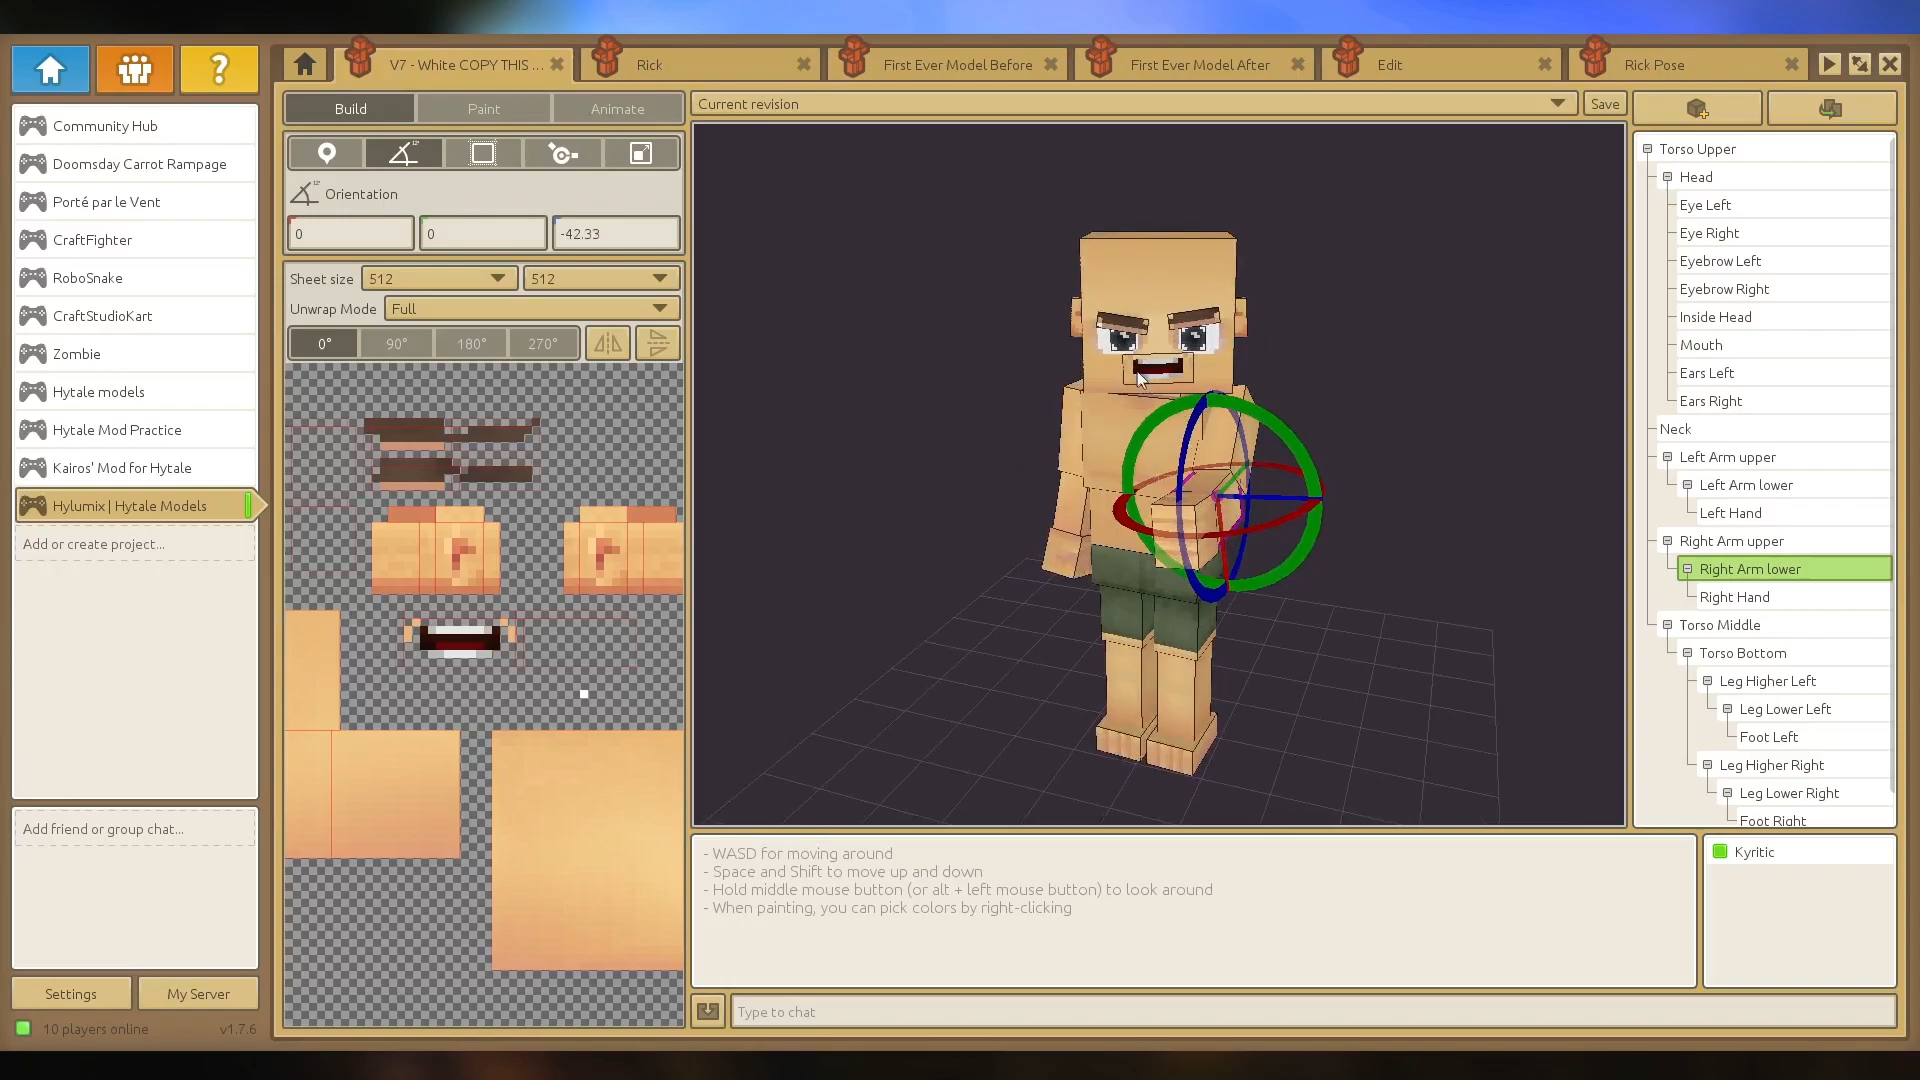 V7 - White COPY THIS ...
Rick
First Ever Model Before
First Ever Model After
Edit
Rick Pose
Community Hub
Doomsday Carrot Rampage
Porté par le Vent
CraftFighter
RoboSnake
CraftStudioKart
Zombie
Hytale models
Hytale Mod Practice
Kairos' Mod for Hytale
Hylumix | Hytale Models
Add or create project...
Add friend or group chat...
Settings
My Server
10 players online
v1.7.6
Build
Paint
Animate
Orientation
0
0
-42.33
Sheet size
512
512
Unwrap Mode
Full
0°
90°
180°
270°
Current revision
Save
- WASD for moving around
- Space and Shift to move up and down
- Hold middle mouse button (or alt + left mouse button) to look around
- When painting, you can pick colors by right-clicking
Type to chat
Torso Upper
Head
Eye Left
Eye Right
Eyebrow Left
Eyebrow Right
Inside Head
Mouth
Ears Left
Ears Right
Neck
Left Arm upper
Left Arm lower
Left Hand
Right Arm upper
Right Arm lower
Right Hand
Torso Middle
Torso Bottom
Leg Higher Left
Leg Lower Left
Foot Left
Leg Higher Right
Leg Lower Right
Foot Right
Kyritic